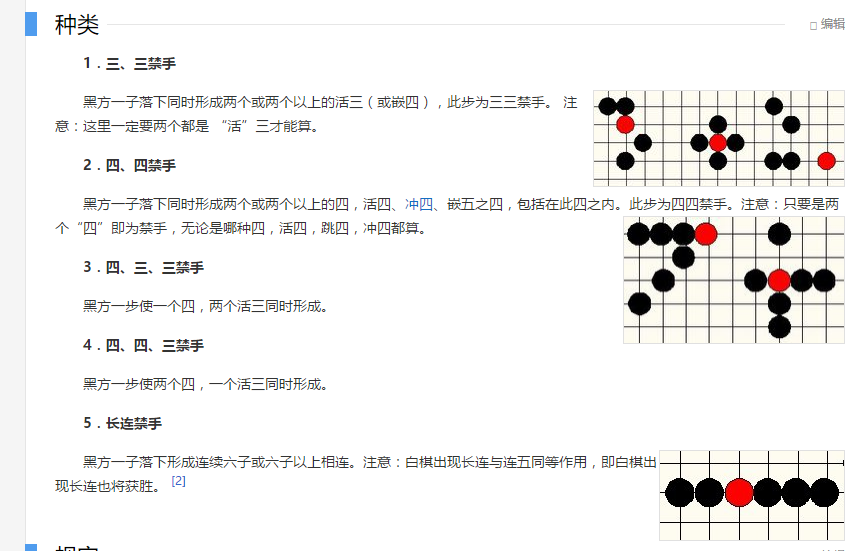 种类
编辑
1．三、三禁手
黑方一子落下同时形成两个或两个以上的活三（或嵌四），此步为三三禁手。 注
意：这里一定要两个都是 “活”三才能算。
2．四、四禁手
黑方一子落下同时形成两个或两个以上的四，活四、冲四、嵌五之四，包括在此四之内。此步为四四禁手。注意：只要是两
个“四”即为禁手，无论是哪种四，活四，跳四，冲四都算。
3．四、三、三禁手
黑方一步使一个四，两个活三同时形成。
4．四、四、三禁手
黑方一步使两个四，一个活三同时形成。
5．长连禁手
黑方一子落下形成连续六子或六子以上相连。注意：白棋出现长连与连五同等作用，即白棋出
现长连也将获胜。 [2]